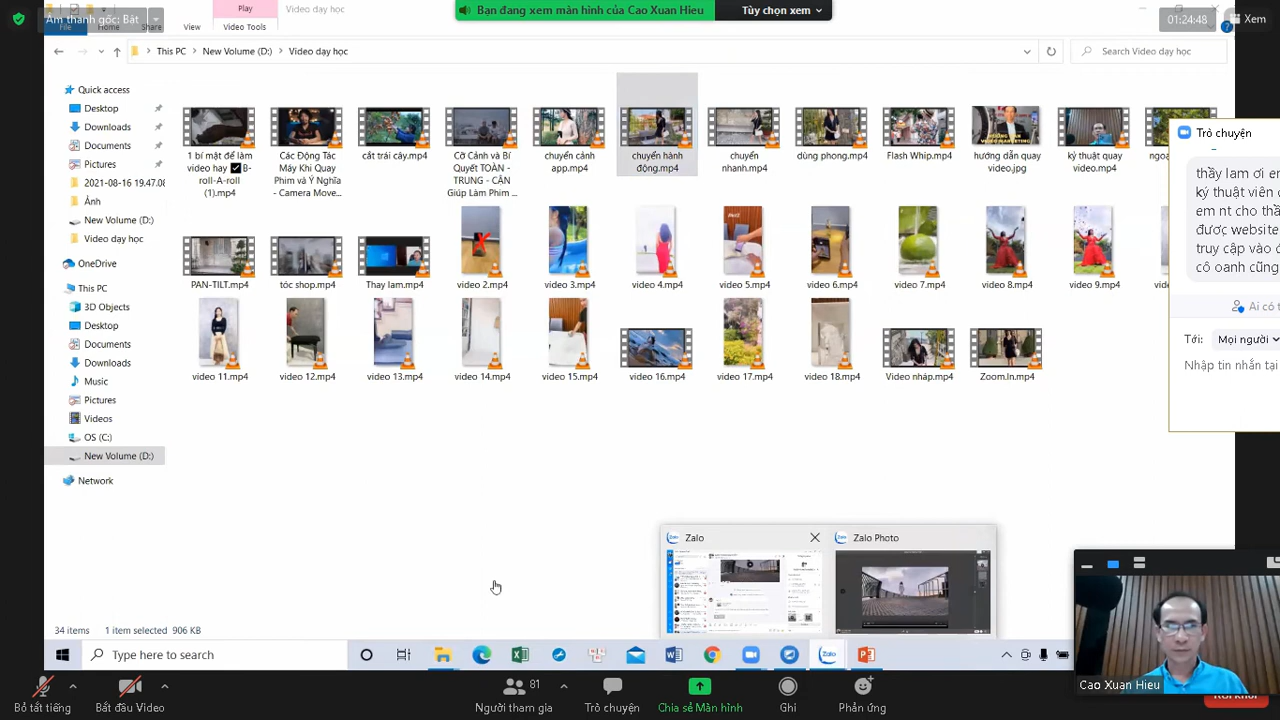 Âm thanh gốc: Bật
Play
Video dạy học
Bạn đang xem màn hình của Cao Xuan Hieu
Tùy chọn xem
01:24:48
Xem
File
Home
Share
View
Video Tools
This PC
New Volume (D:)
Video dạy học
Search Video dạy học
Quick access
Desktop
Downloads
Documents
Pictures
2021-08-16 19.47.08
Ảnh
New Volume (D:)
Video dạy học
OneDrive
This PC
3D Objects
Desktop
Documents
Downloads
Music
Pictures
Videos
OS (C:)
New Volume (D:)
Network
1 bí mật để làm
video hay ✅B-
roll-A-roll
(1).mp4
Các Động Tác
Máy Khi Quay
Phim và Ý Nghĩa
- Camera Move...
cắt trái cây.mp4
Cỡ Cảnh và Bí
Quyết TOÀN -
TRUNG - CẬN
Giúp Làm Phim ...
chuyển cảnh
app.mp4
chuyển hành
động.mp4
chuyển
nhanh.mp4
dùng phong.mp4
Flash Whip.mp4
hướng dẫn quay
video.jpg
kỹ thuật quay
video.mp4
PAN-TILT.mp4
tóc shop.mp4
Thay lam.mp4
video 2.mp4
video 3.mp4
video 4.mp4
video 5.mp4
video 6.mp4
video 7.mp4
video 8.mp4
video 9.mp4
video 11.mp4
video 12.mp4
video 13.mp4
video 14.mp4
video 15.mp4
video 16.mp4
video 17.mp4
video 18.mp4
Video nháp.mp4
Zoom.In.mp4
Trò chuyện
thầy lam ơi em
kỹ thuật viên
em nt cho thầ
được website
truy cập vào
cô oanh cũng
Ai có t
Tới:
Mọi người
Nhập tin nhắn tại
Zalo
Zalo Photo
34 items
1 item selected 906 KB
Type here to search
Cao Xuan Hieu
Bỏ tắt tiếng
Bắt đầu Video
81
Người tham gia
Trò chuyện
Chia sẻ Màn hình
Ghi
Phản ứng
Rời khỏi